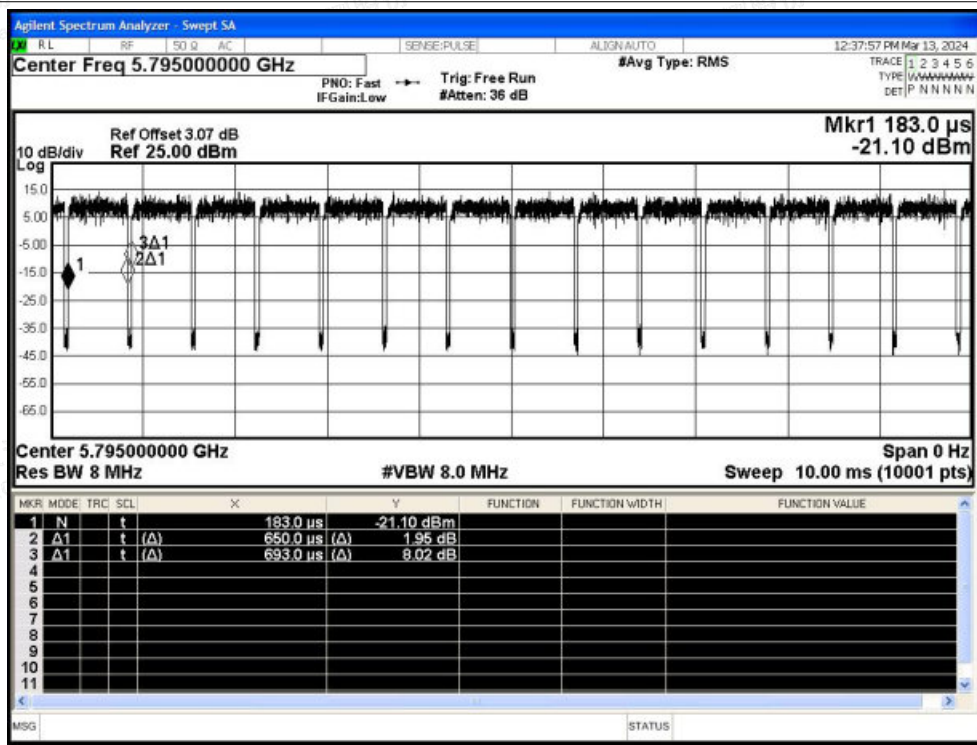 Agilent Spectrum Analyzer - Swept SA
RL RF 50 Ω AC SENSE:PULSE ALIGN AUTO 12:37:57 PM Mar 13, 2024
Center Freq 5.795000000 GHz #Avg Type: RMS TRACE 1 2 3 4 5 6
PNO: Fast Trig: Free Run TYPE
IFGain:Low #Atten: 36 dB DET P N N N N N
Mkr1 183.0 µs
-21.10 dBm
Ref Offset 3.07 dB
10 dB/div Ref 25.00 dBm
Log
15.0
5.00
-5.00
3Δ1
2Δ1
1
-15.0
-25.0
-35.0
-45.0
-55.0
-65.0
Center 5.795000000 GHz Span 0 Hz
Res BW 8 MHz #VBW 8.0 MHz Sweep 10.00 ms (10001 pts)
MKR MODE TRC SCL X Y FUNCTION FUNCTION WIDTH FUNCTION VALUE
1 N t 183.0 µs -21.10 dBm
2 Δ1 t (Δ) 650.0 µs (Δ) 1.95 dB
3 Δ1 t (Δ) 693.0 µs (Δ) 8.02 dB
4
5
6
7
8
9
10
11
MSG STATUS